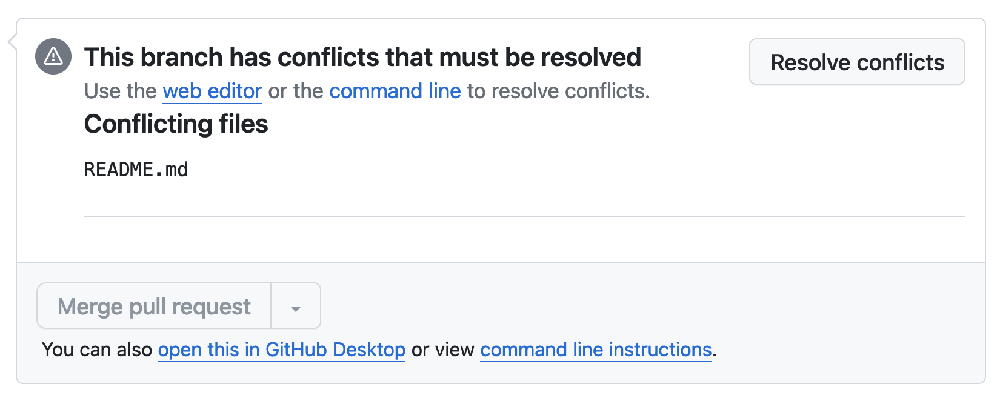 This branch has conflicts that must be resolved
Resolve conflicts
Use the web editor or the command line to resolve conflicts.
Conflicting files
README.md
Merge pull request
You can also open this in GitHub Desktop or view command line instructions.